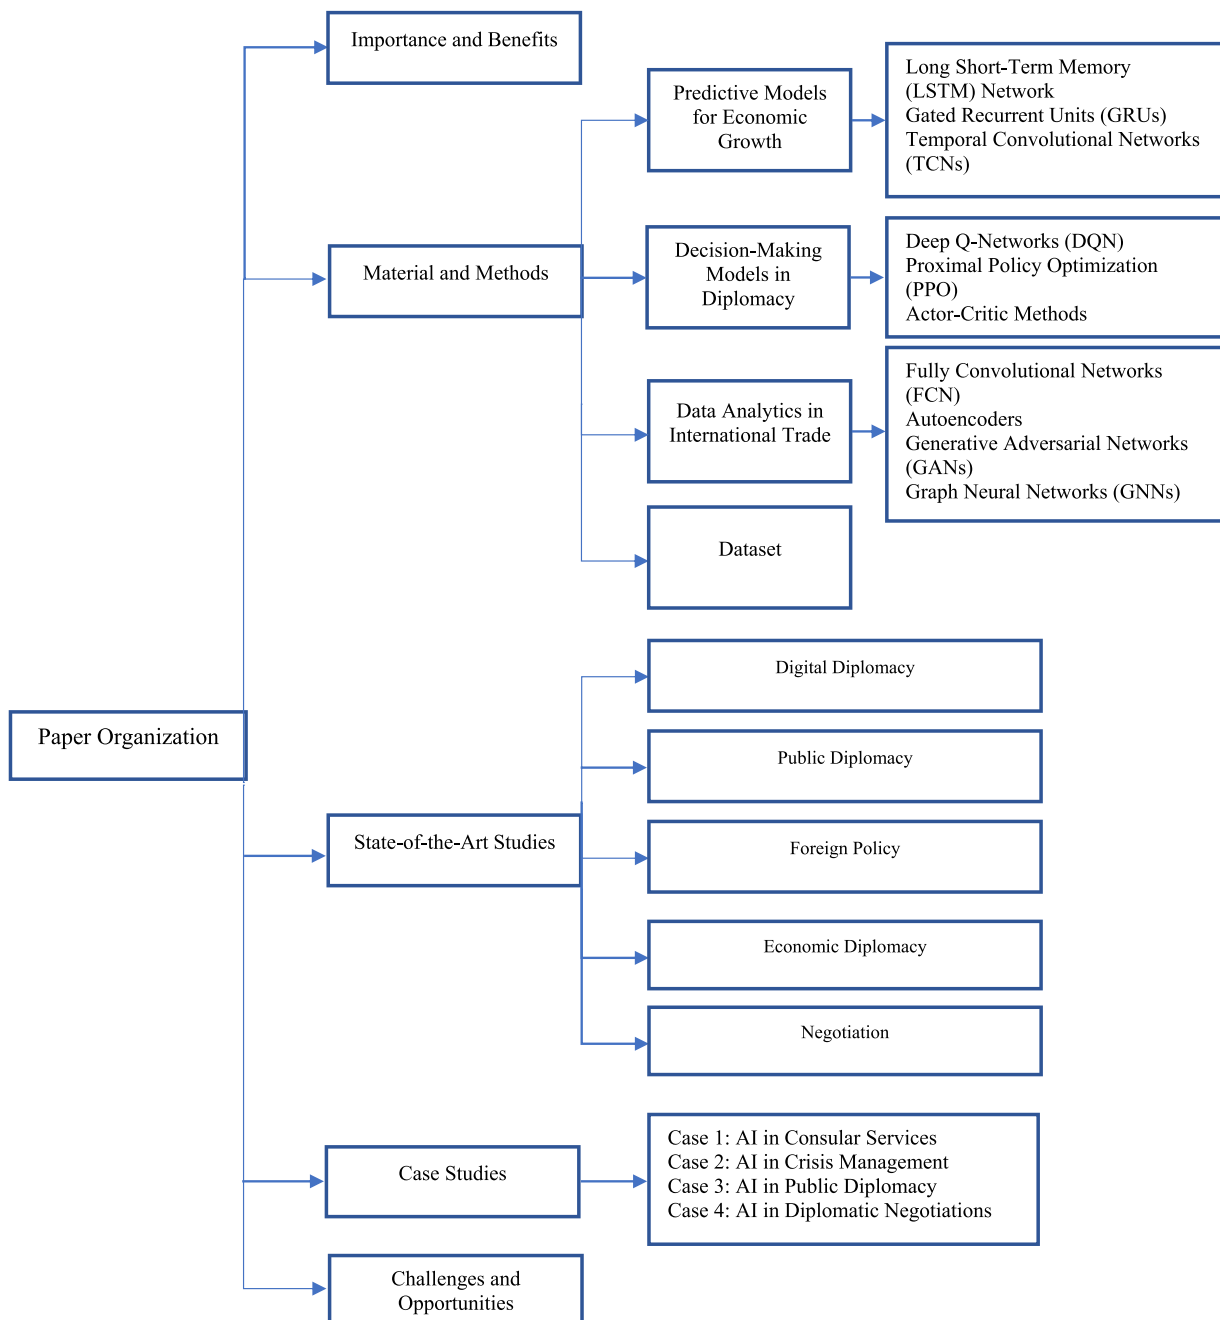 Importance and Benefits
Predictive Models
for Economic
Growth
Long Short-Term Memory
(LSTM) Network
Gated Recurrent Units (GRUs)
Temporal Convolutional Networks
(TCNs)
Material and Methods
Decision-Making
Models in
Diplomacy
Deep Q-Networks (DQN)
Proximal Policy Optimization
(PPO)
Actor-Critic Methods
Data Analytics in
International Trade
Fully Convolutional Networks
(FCN)
Autoencoders
Generative Adversarial Networks
(GANs)
Graph Neural Networks (GNNs)
Dataset
Paper Organization
State-of-the-Art Studies
Digital Diplomacy
Public Diplomacy
Foreign Policy
Economic Diplomacy
Negotiation
Case Studies
Case 1: AI in Consular Services
Case 2: AI in Crisis Management
Case 3: AI in Public Diplomacy
Case 4: AI in Diplomatic Negotiations
Challenges and
Opportunities